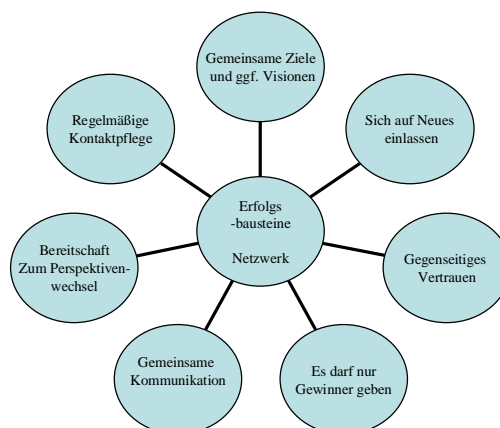 Gemeinsame Ziele
und ggf. Visionen
Regelmäßige
Kontaktpflege
Sich auf Neues
einlassen
Erfolgs
-bausteine
Netzwerk
Bereitschaft
Zum Perspektiven-
wechsel
Gegenseitiges
Vertrauen
Gemeinsame
Kommunikation
Es darf nur
Gewinner geben